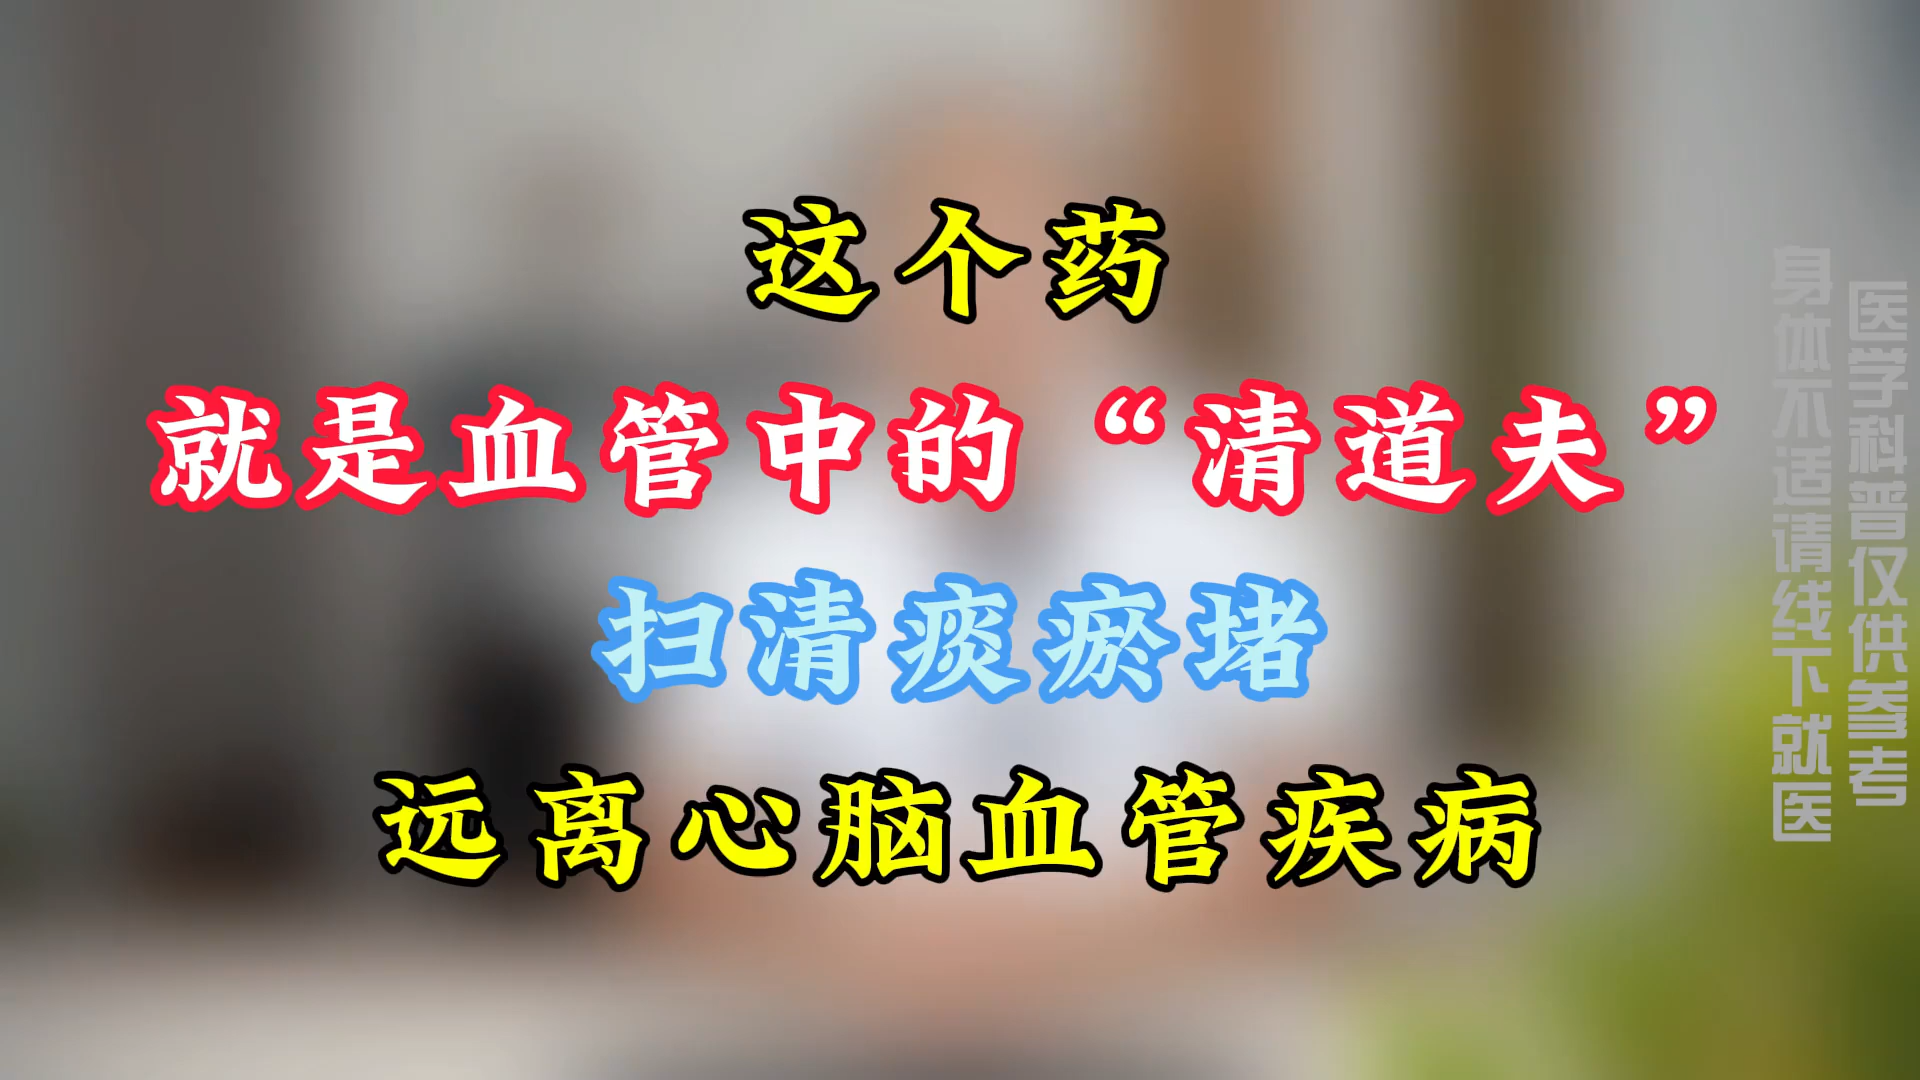 这个药
就是血管中的“清道夫”
扫清痰瘀堵
远离心脑血管疾病
医学科普仅供参考
身体不适请线下就医